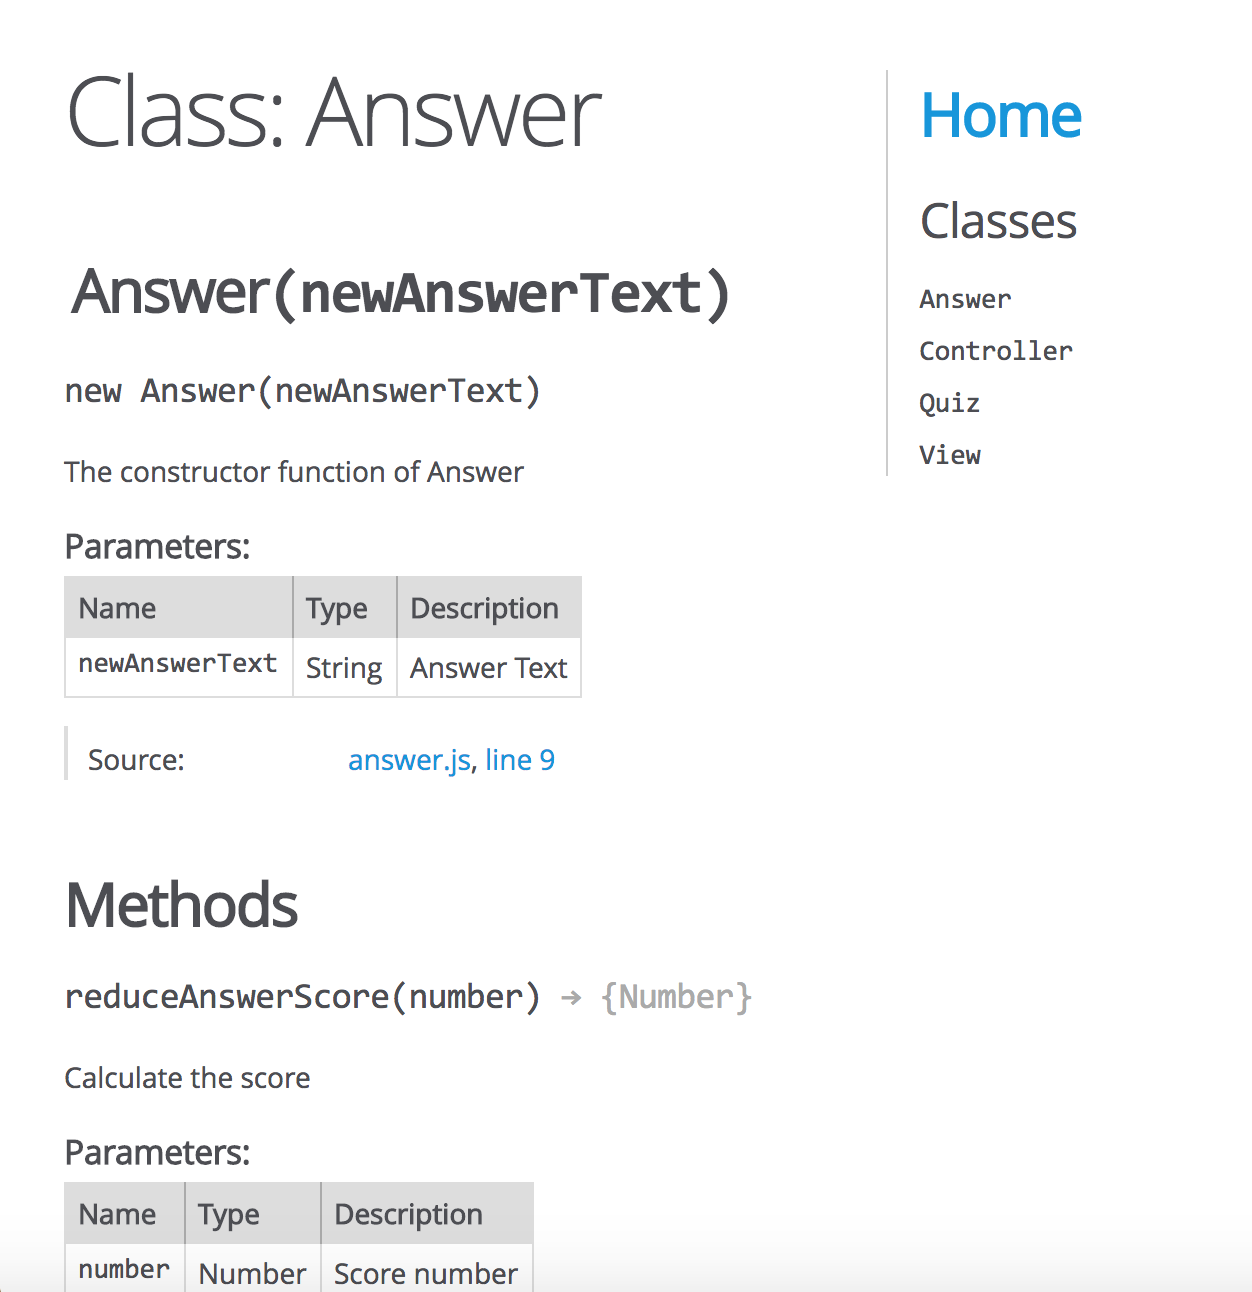 Class: Answer
Answer(newAnswerText)
new Answer(newAnswerText)
The constructor function of Answer
Parameters:
Name Type Description
newAnswerText String Answer Text
Source: answer.js, line 9
Methods
reduceAnswerScore(number) → {Number}
Calculate the score
Parameters:
Name Type Description
number Number Score number
Home
Classes
Answer
Controller
Quiz
View